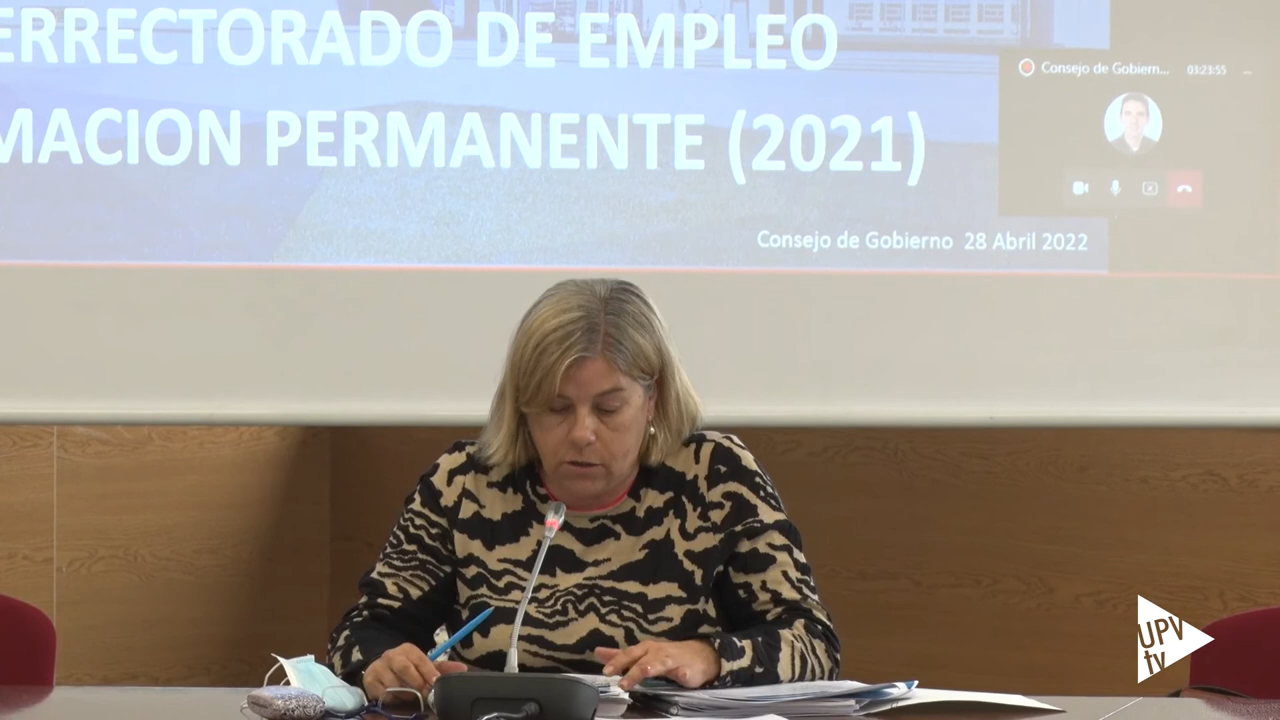 ERRECTORADO DE EMPLEO
MACION PERMANENTE (2021)
Consejo de Gobiern... 03:23:55 ...
Consejo de Gobierno 28 Abril 2022
UPV
tv